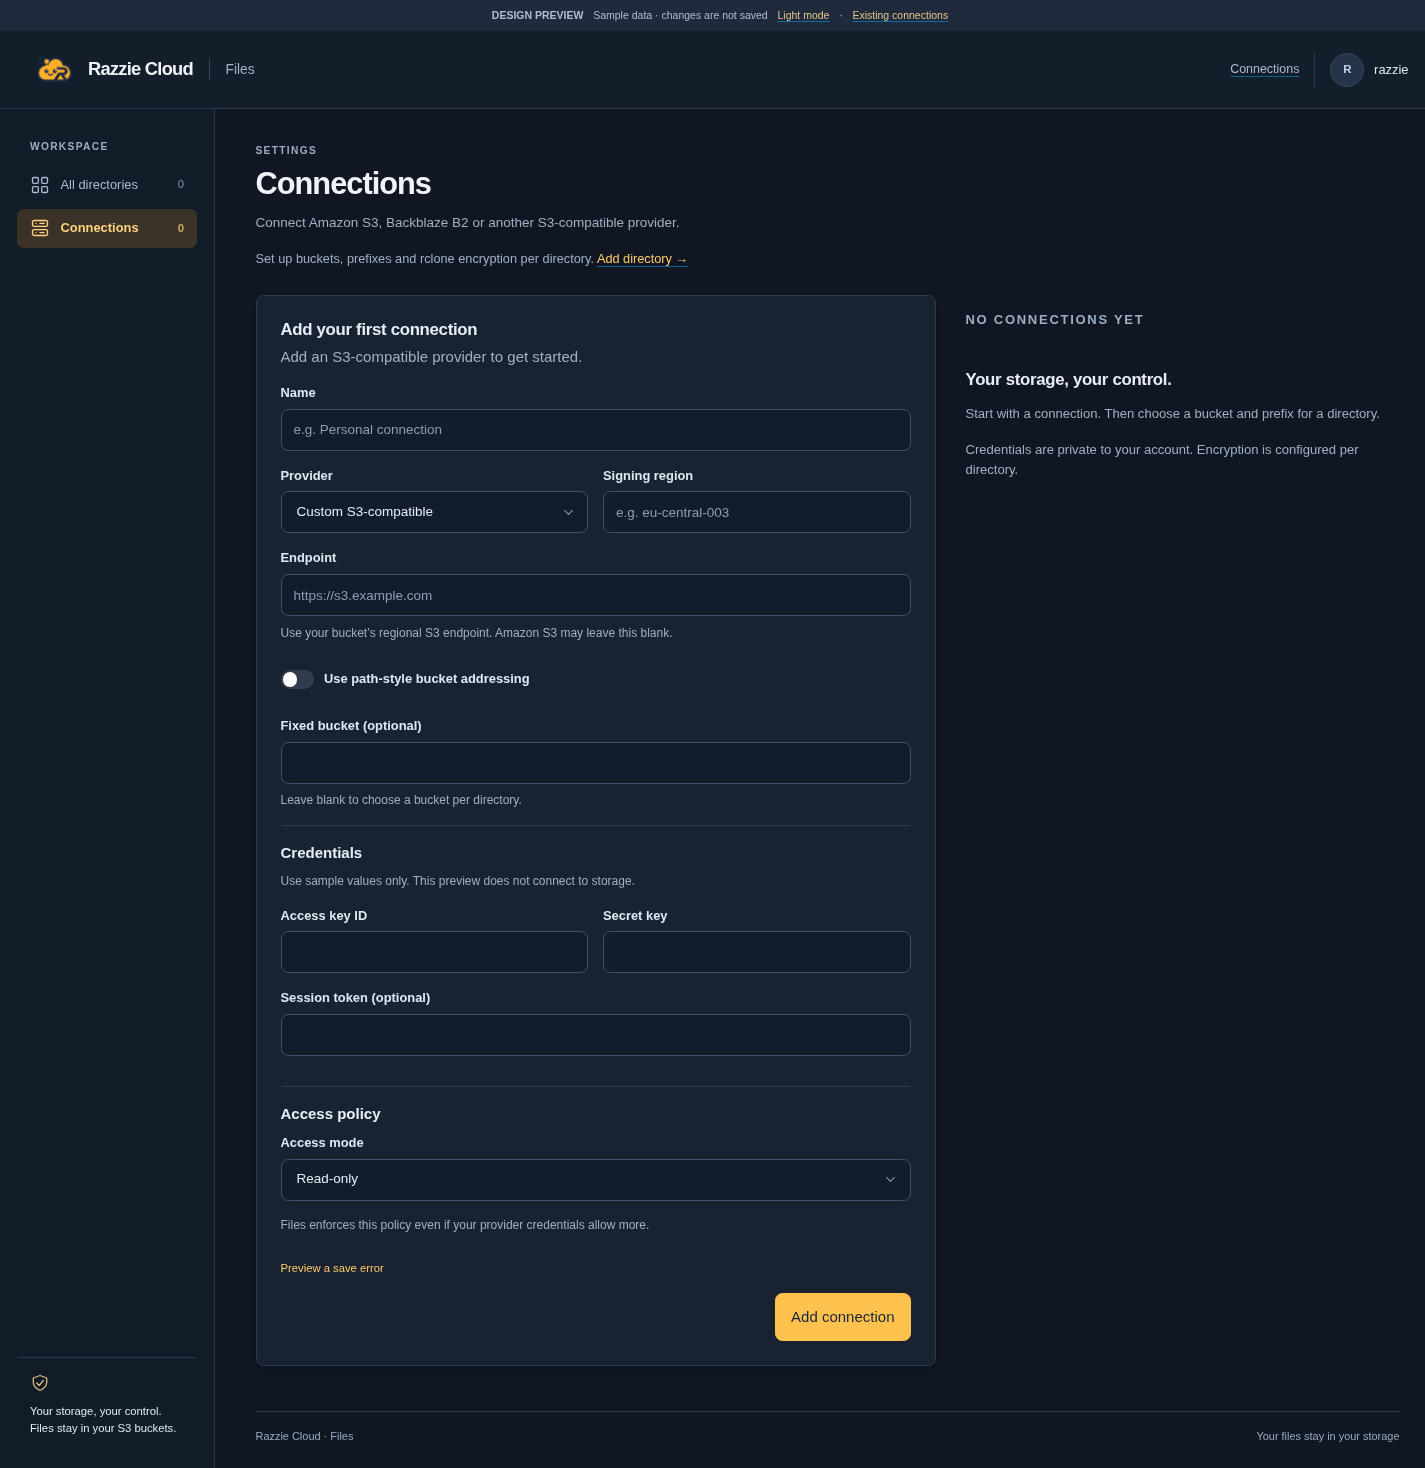 DESIGN PREVIEW Sample data · changes are not saved Light mode · Existing connections
Razzie Cloud Files
Connections R razzie
WORKSPACE
All directories 0
Connections 0
SETTINGS
Connections
Connect Amazon S3, Backblaze B2 or another S3-compatible provider.
Set up buckets, prefixes and rclone encryption per directory. Add directory →
Add your first connection
Add an S3-compatible provider to get started.
Name
e.g. Personal connection
Provider Signing region
Custom S3-compatible e.g. eu-central-003
Endpoint
https://s3.example.com
Use your bucket’s regional S3 endpoint. Amazon S3 may leave this blank.
Use path-style bucket addressing
Fixed bucket (optional)
Leave blank to choose a bucket per directory.
Credentials
Use sample values only. This preview does not connect to storage.
Access key ID Secret key
Session token (optional)
Access policy
Access mode
Read-only
Files enforces this policy even if your provider credentials allow more.
Preview a save error
Add connection
NO CONNECTIONS YET
Your storage, your control.
Start with a connection. Then choose a bucket and prefix for a directory.
Credentials are private to your account. Encryption is configured per
directory.
Your storage, your control.
Files stay in your S3 buckets.
Razzie Cloud · Files
Your files stay in your storage